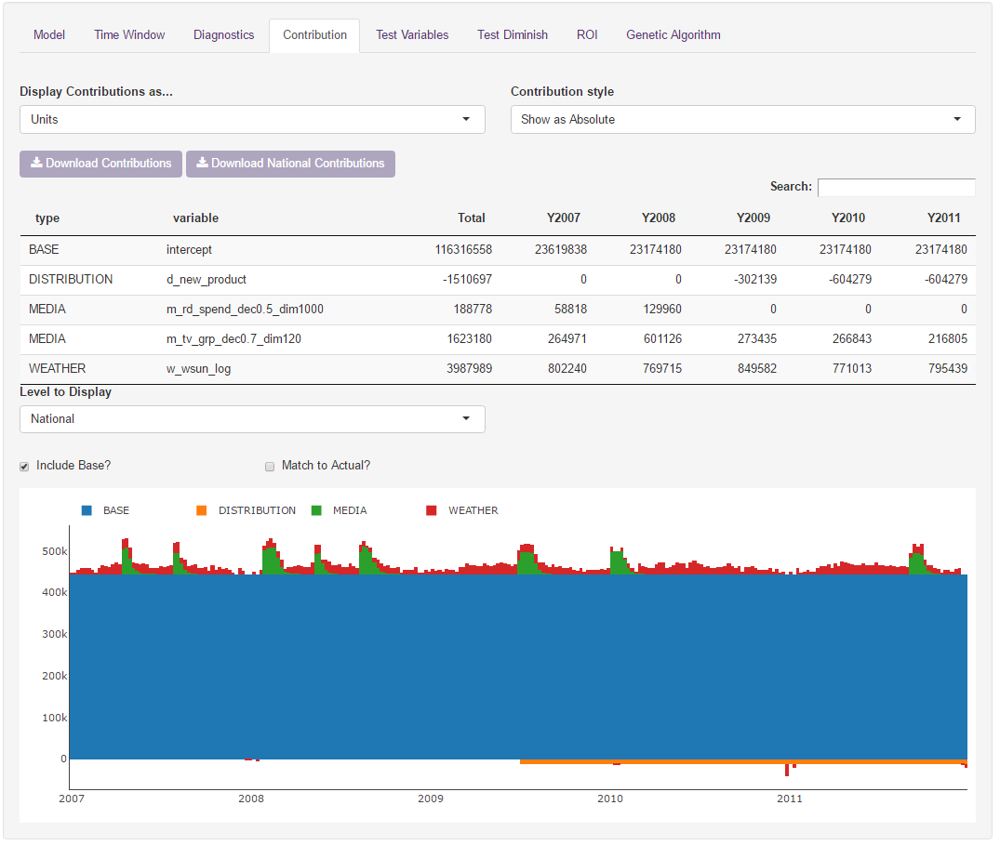 Model Time Window Diagnostics Contribution Test Variables Test Diminish ROI Genetic Algorithm
Display Contributions as... Contribution style
Units Show as Absolute
Download Contributions Download National Contributions
Search:
type variable Total Y2007 Y2008 Y2009 Y2010 Y2011
BASE intercept 116316558 23619838 23174180 23174180 23174180 23174180
DISTRIBUTION d_new_product -1510697 0 0 -302139 -604279 -604279
MEDIA m_rd_spend_dec0.5_dim1000 188778 58818 129960 0 0 0
MEDIA m_tv_grp_dec0.7_dim120 1623180 264971 601126 273435 266843 216805
WEATHER w_wsun_log 3987989 802240 769715 849582 771013 795439
Level to Display
National
Include Base? Match to Actual?
BASE DISTRIBUTION MEDIA WEATHER
500k
400k
300k
200k
100k
0
2007 2008 2009 2010 2011